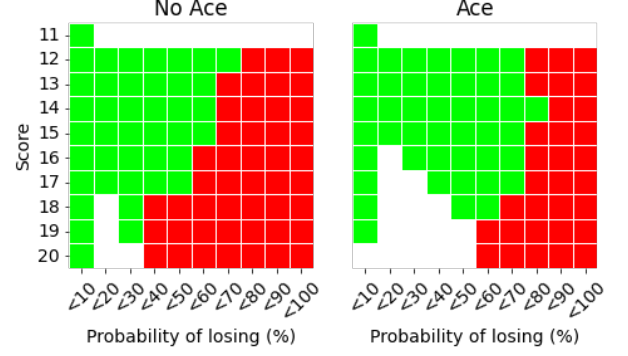 No Ace
Ace
Score
11
12
13
14
15
16
17
18
19
20
<10 <20 <30 <40 <50 <60 <70 <80 <90 <100
<10 <20 <30 <40 <50 <60 <70 <80 <90 <100
Probability of losing (%)
Probability of losing (%)